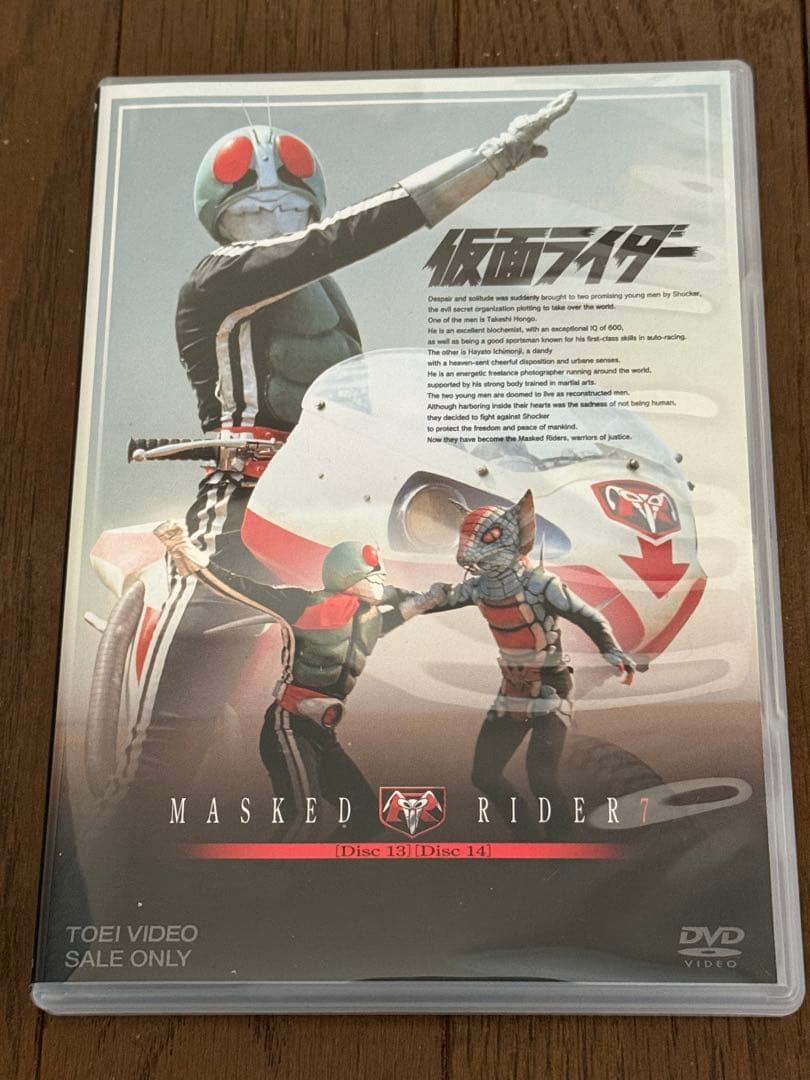 仮面ライダー
Despair and solitude was suddenly brought to two promising young men by Shocker,
the evil secret organization plotting to take over the world.
One of the men is Takeshi Hongo.
He is an excellent biochemist, with an exceptional IQ of 600,
as well as being a good sportsman known for his first-class skills in auto-racing.
The other is Hayato Ichimonji, a dandy
with a heaven-sent cheerful disposition and urbane senses.
He is an energetic freelance photographer running around the world,
supported by his strong body trained in martial arts.
The two young men are doomed to live as reconstructed men.
Although harboring inside their hearts was the sadness of not being human,
they decided to fight against Shocker
to protect the freedom and peace of mankind.
Now they have become the Masked Riders, warriors of justice.
MASKED RIDER 7
[Disc 13] [Disc 14]
TOEI VIDEO
SALE ONLY
DVD
VIDEO